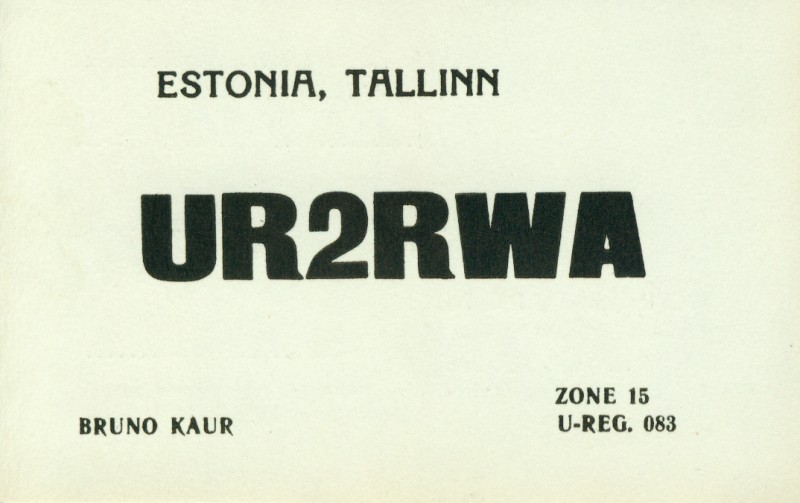 ESTONIA, TALLINN
UR2RWA
ZONE 15
BRUNO KAUR
U-REG. 083